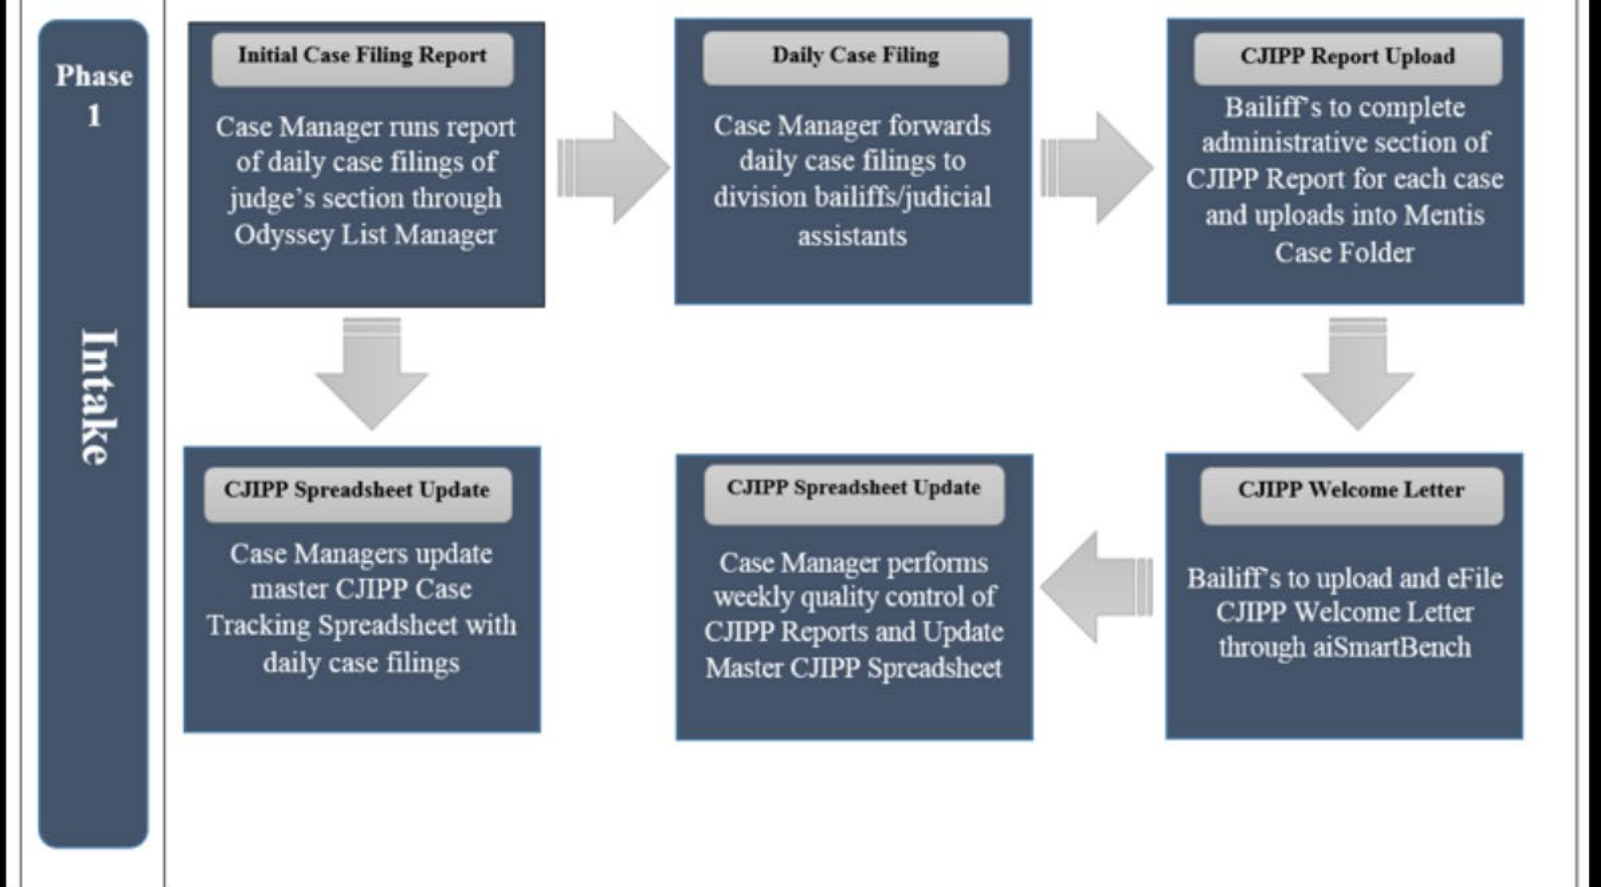 Phase
1
Intake
Initial Case Filing Report
Case Manager runs report
of daily case filings of
judge’s section through
Odyssey List Manager
Daily Case Filing
Case Manager forwards
daily case filings to
division bailiffs/judicial
assistants
CJIPP Report Upload
Bailiff's to complete
administrative section of
CJIPP Report for each case
and uploads into Mentis
Case Folder
CJIPP Spreadsheet Update
Case Managers update
master CJIPP Case
Tracking Spreadsheet with
daily case filings
CJIPP Spreadsheet Update
Case Manager performs
weekly quality control of
CJIPP Reports and Update
Master CJIPP Spreadsheet
CJIPP Welcome Letter
Bailiff's to upload and eFile
CJIPP Welcome Letter
through aiSmartBench